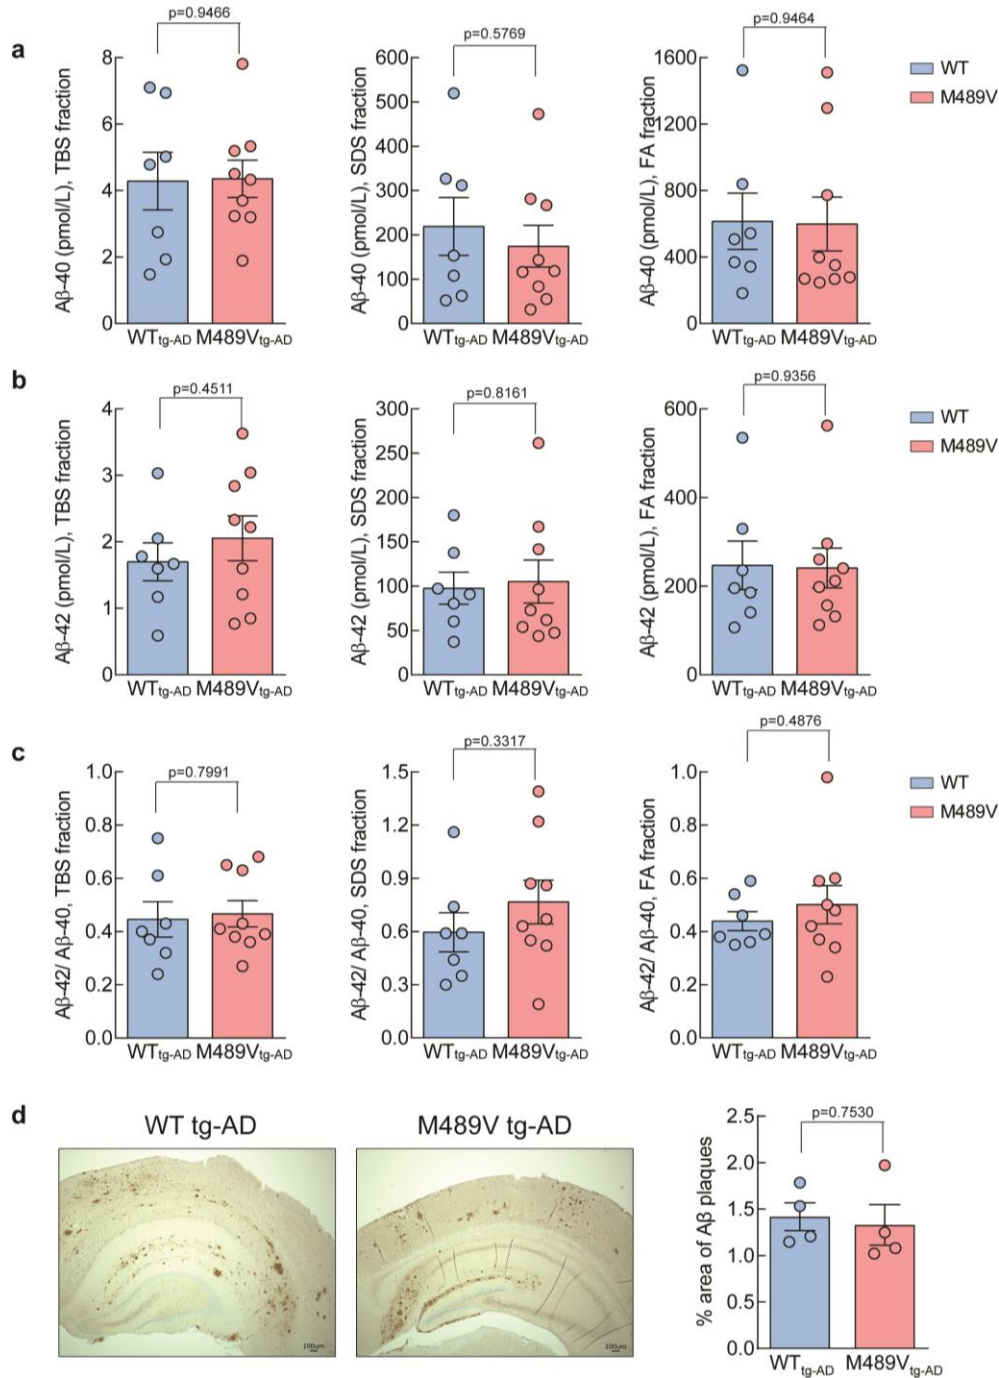 a
p=0.9466
Aβ-40 (pmol/L), TBS fraction
8
6
4
2
0
WTtg-AD M489Vtg-AD
p=0.5769
Aβ-40 (pmol/L), SDS fraction
600
500
400
300
200
100
0
WTtg-AD M489Vtg-AD
p=0.9464
Aβ-40 (pmol/L), FA fraction
1600
1200
800
400
0
WTtg-AD M489Vtg-AD
WT
M489V
b
p=0.4511
Aβ-42 (pmol/L), TBS fraction
4
3
2
1
0
WTtg-AD M489Vtg-AD
p=0.8161
Aβ-42 (pmol/L), SDS fraction
300
250
200
150
100
50
0
WTtg-AD M489Vtg-AD
p=0.9356
Aβ-42 (pmol/L), FA fraction
600
400
200
0
WTtg-AD M489Vtg-AD
WT
M489V
c
p=0.7991
Aβ-42/ Aβ-40, TBS fraction
1.0
0.8
0.6
0.4
0.2
0.0
WTtg-AD M489Vtg-AD
p=0.3317
Aβ-42/ Aβ-40, SDS fraction
1.5
1.2
0.9
0.6
0.3
0.0
WTtg-AD M489Vtg-AD
p=0.4876
Aβ-42/ Aβ-40, FA fraction
1.0
0.8
0.6
0.4
0.2
0.0
WTtg-AD M489Vtg-AD
WT
M489V
d
WT tg-AD
100μm
M489V tg-AD
100μm
p=0.7530
% area of Aβ plaques
2.5
2.0
1.5
1.0
0.5
0.0
WTtg-AD M489Vtg-AD